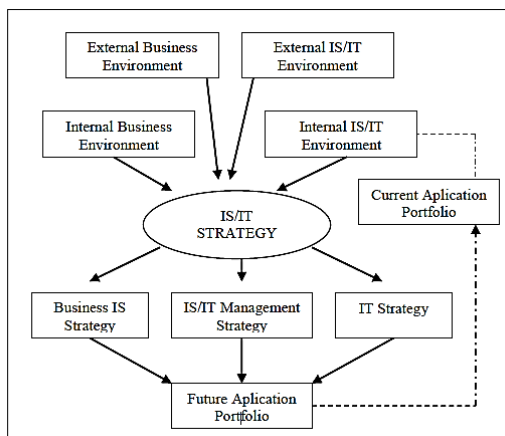 External Business
Environment
External IS/IT
Environment
Internal Business
Environment
Internal IS/IT
Environment
Current Aplication
Portfolio
IS/IT
STRATEGY
Business IS
Strategy
IS/IT Management
Strategy
IT Strategy
Future Aplication
Portfolio